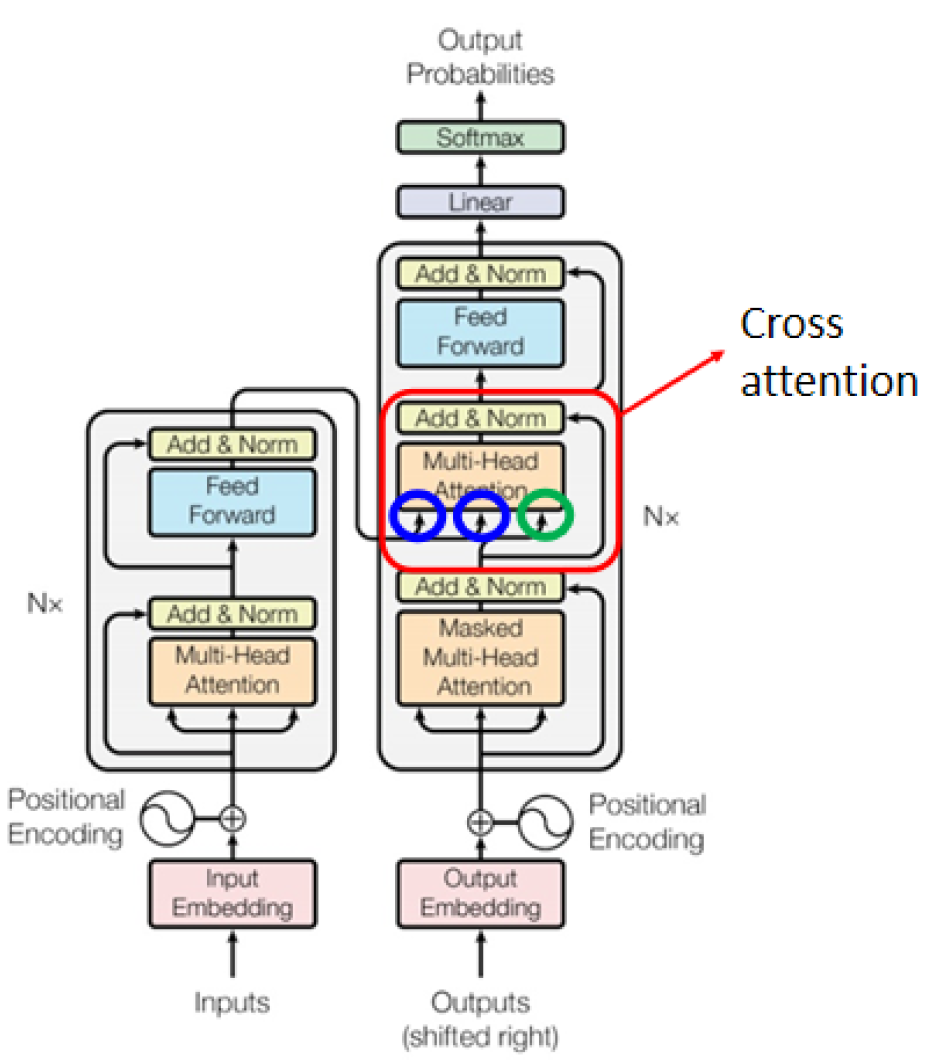 Output
Probabilities
Softmax
Linear
Add & Norm
Feed
Forward
Cross
attention
Add & Norm
Multi-Head
Attention
Nx
Add & Norm
Masked
Multi-Head
Attention
Add & Norm
Feed
Forward
Nx
Add & Norm
Multi-Head
Attention
Positional
Encoding
Positional
Encoding
Input
Embedding
Output
Embedding
Inputs
Outputs
(shifted right)